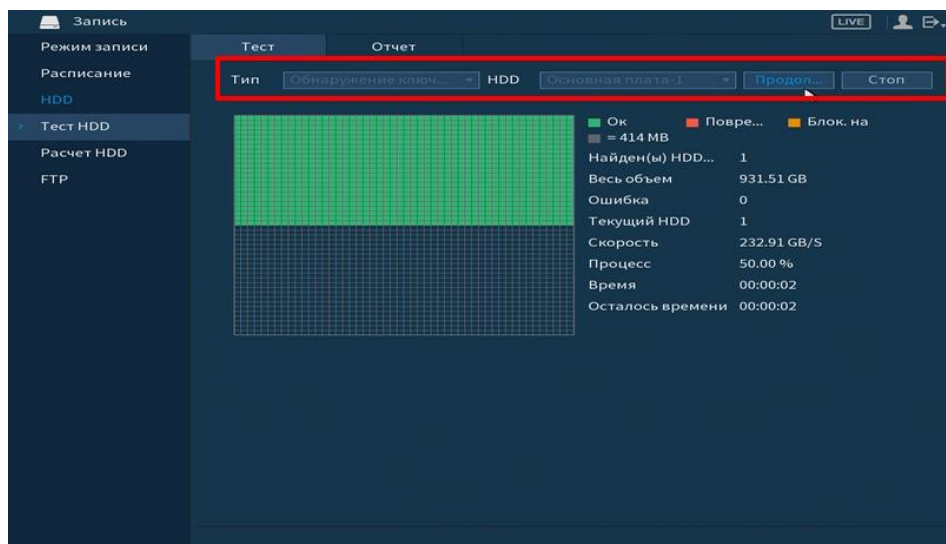 Запись LIVE
Режим записи
Расписание
HDD
Тест HDD
Расчет HDD
FTP
Тест Отчет
Тип Обнаружение ключ... HDD Основная плата-1 Продол... Стоп
Ок Повре... Блок. на
= 414 MB
Найден(ы) HDD... 1
Весь объем 931.51 GB
Ошибка 0
Текущий HDD 1
Скорость 232.91 GB/S
Процесс 50.00 %
Время 00:00:02
Осталось времени 00:00:02